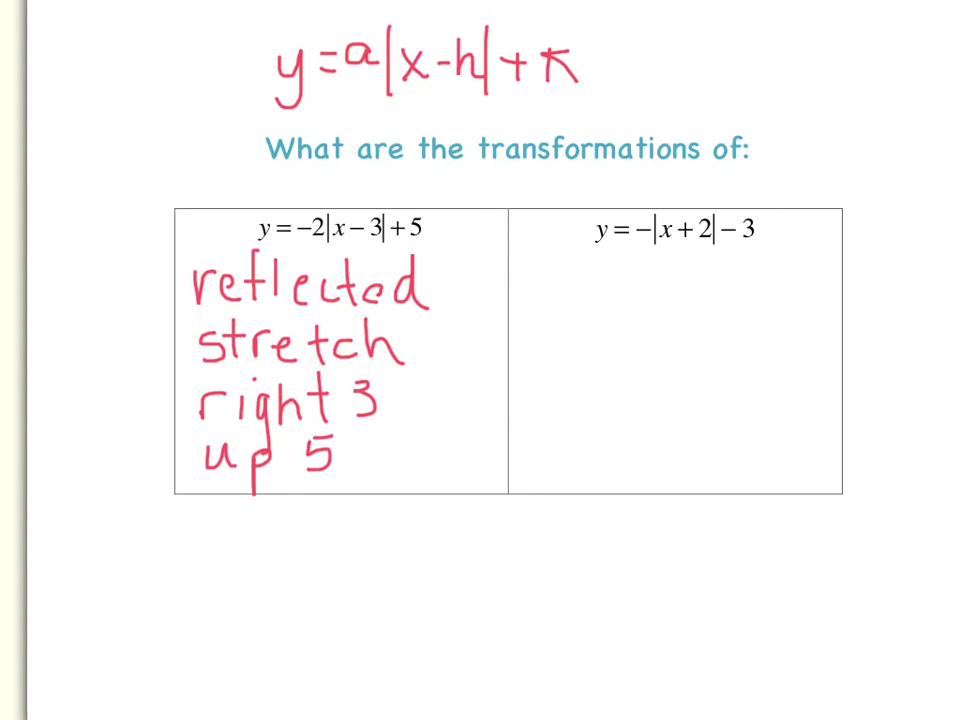 y = a|x - h| + k
What are the transformations of:
y = −2|x − 3| + 5
y = −|x + 2| − 3
reflected
stretch
right 3
up 5